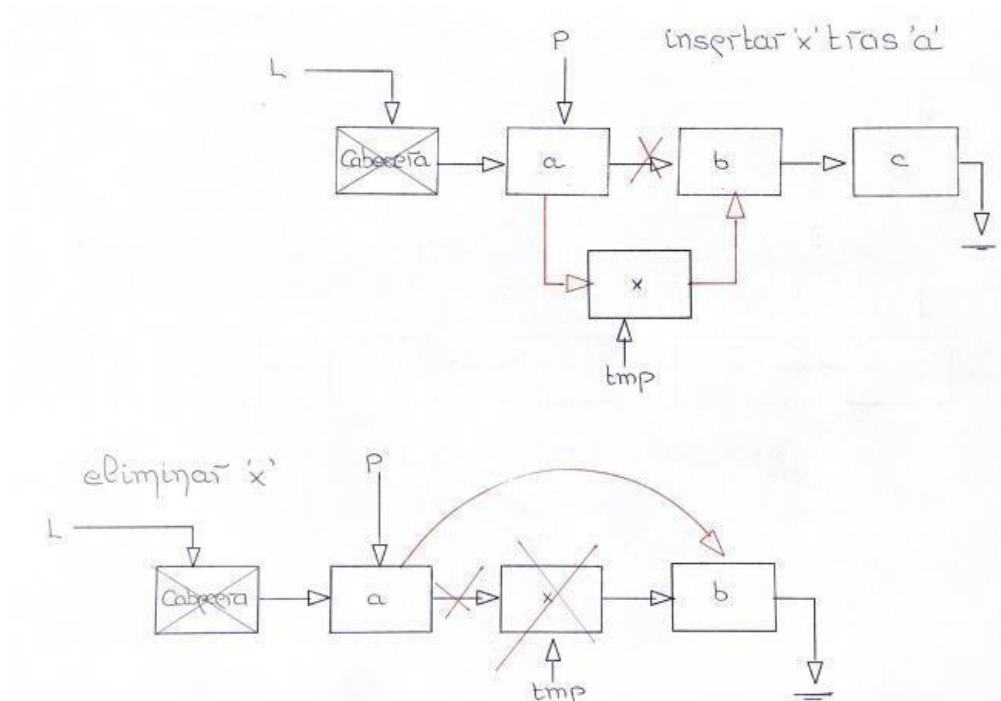 insertar 'x' tras 'a'
P
L
Cabecera
a
b
c
x
tmp
eliminar 'x'
P
L
Cabecera
a
x
b
tmp